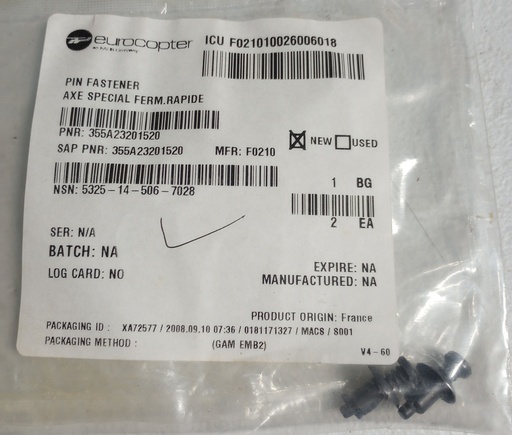 eurocopter
ICU F021010026006018
PIN FASTENER
AXE SPECIAL FERM.RAPIDE
PNR: 355A23201520
SAP PNR: 355A23201520 MFR: F0210
NEW USED
NSN: 5325-14-506-7028
1 BG
2 EA
SER: N/A
BATCH: NA
LOG CARD: NO
EXPIRE: NA
MANUFACTURED: NA
PRODUCT ORIGIN: France
PACKAGING ID : XA72577 / 2008.09.10 07:36 / 0181171327 / MACS / S001
PACKAGING METHOD : (GAM EMB2)
V4-60